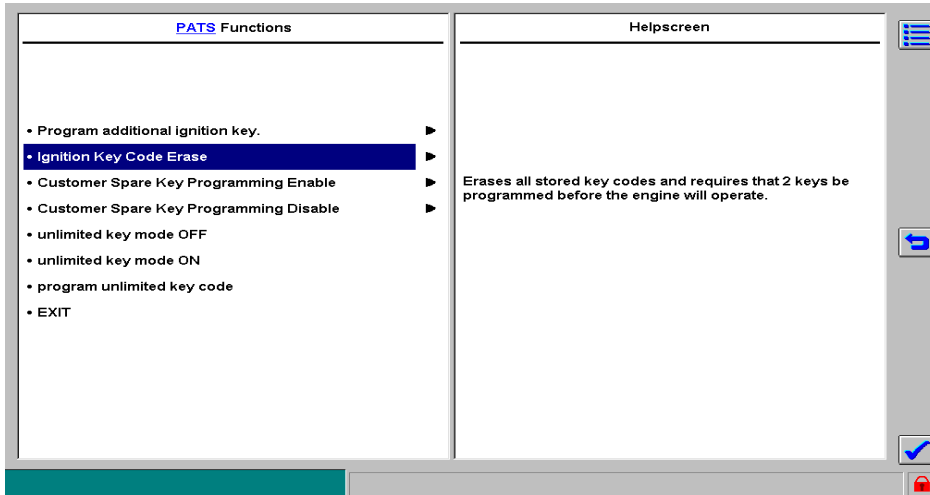 PATS Functions
• Program additional ignition key.
• Ignition Key Code Erase
• Customer Spare Key Programming Enable
• Customer Spare Key Programming Disable
• unlimited key mode OFF
• unlimited key mode ON
• program unlimited key code
• EXIT
Helpscreen
Erases all stored key codes and requires that 2 keys be
programmed before the engine will operate.